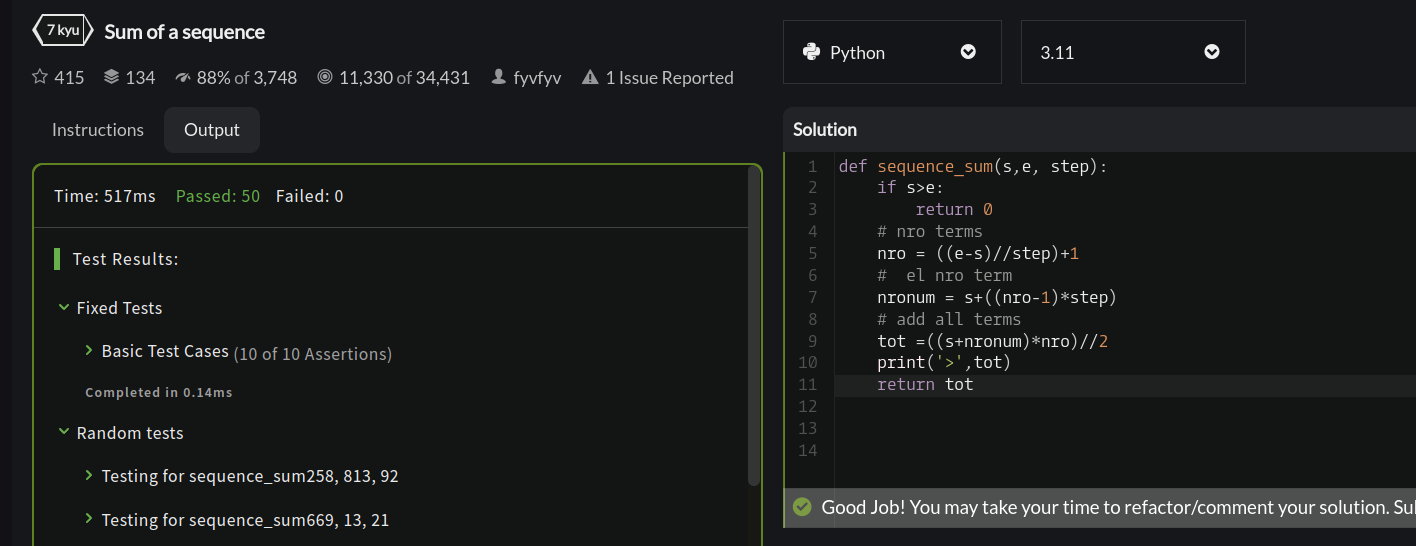 7 kyu Sum of a sequence
415 134 88% of 3,748 11,330 of 34,431 fyvfyv 1 Issue Reported
Instructions Output
Time: 517ms Passed: 50 Failed: 0
Test Results:
Fixed Tests
Basic Test Cases (10 of 10 Assertions)
Completed in 0.14ms
Random tests
Testing for sequence_sum258, 813, 92
Testing for sequence_sum669, 13, 21
Python 3.11
Solution
1 def sequence_sum(s,e, step):
2     if s>e:
3         return 0
4     # nro terms
5     nro = ((e-s)//step)+1
6     #  el nro term
7     nronum = s+((nro-1)*step)
8     # add all terms
9     tot =((s+nronum)*nro)//2
10     print('>',tot)
11     return tot
12
13
14
Good Job! You may take your time to refactor/comment your solution.